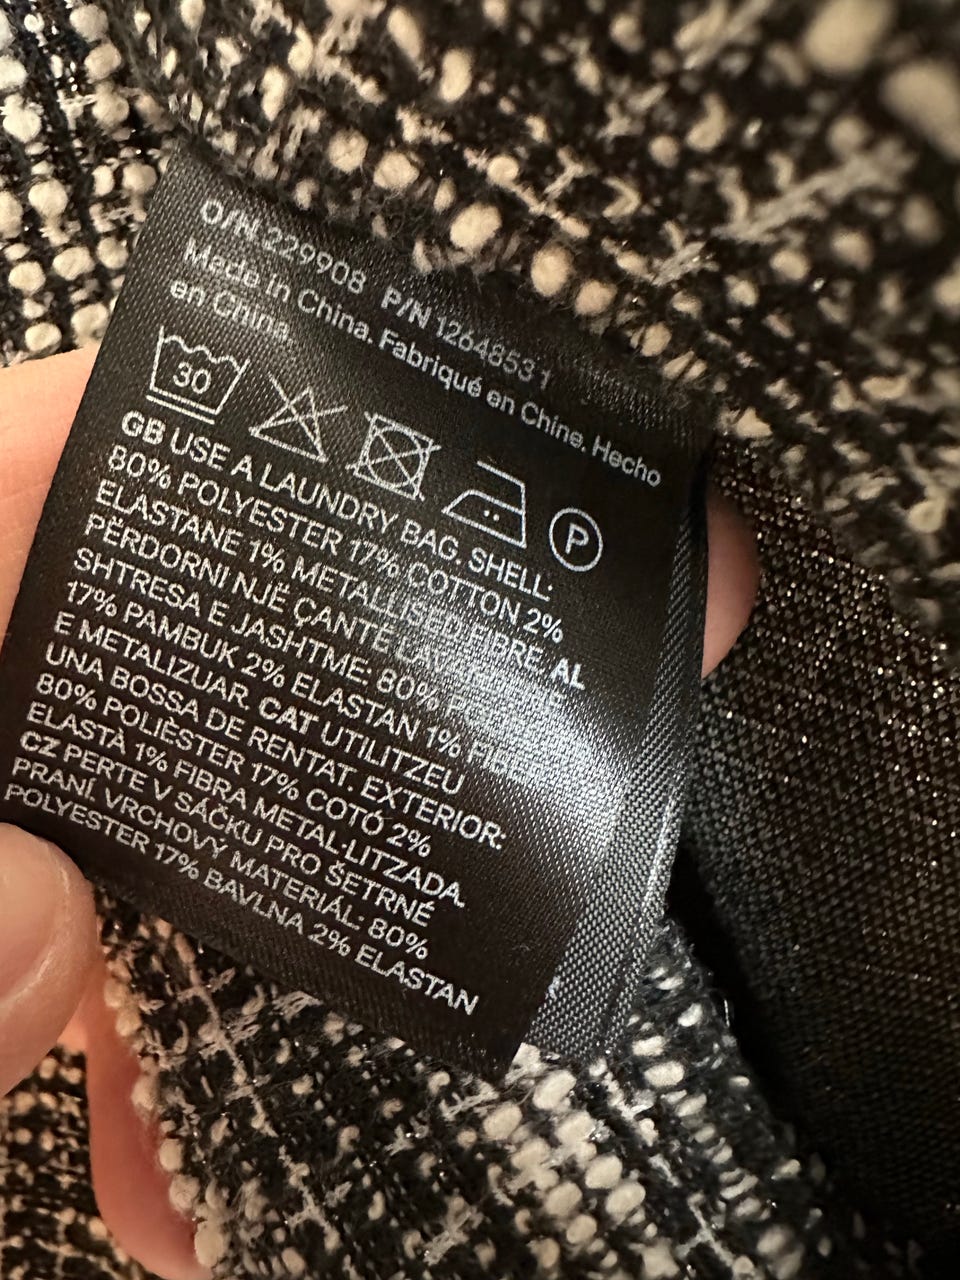 O/N 229908 P/N 1264853 1
Made in China. Fabriqué en Chine. Hecho
en China.
30
P
GB USE A LAUNDRY BAG. SHELL:
80% POLYESTER 17% COTTON 2%
ELASTANE 1% METALLISED FIBRE. AL
PËRDORNI NJË ÇANTË
SHTRESA E JASHTME: 80%
17% PAMBUK 2% ELASTAN 1% FIBËR
E METALIZUAR. CAT UTILITZEU
UNA BOSSA DE RENTAT. EXTERIOR:
80% POLIÈSTER 17% COTÓ 2%
ELASTÀ 1% FIBRA METAL·LITZADA.
CZ PERTE V SÁČKU PRO ŠETRNÉ
PRANÍ. VRCHOVÝ MATERIÁL: 80%
POLYESTER 17% BAVLNA 2% ELASTAN